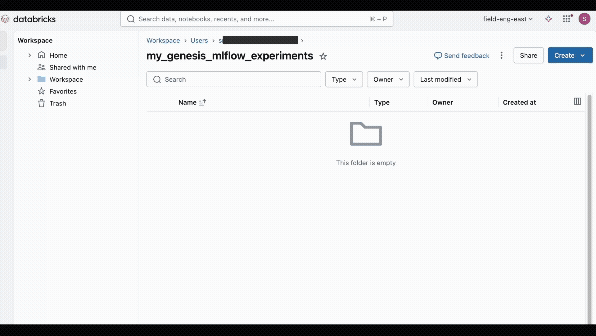 databricks
Search data, notebooks, recents, and more...
⌘ + P
field-eng-east
S
Workspace
Home
Shared with me
Workspace
Favorites
Trash
Workspace > Users > s
my_genesis_mlflow_experiments
Send feedback
Share
Create
Search
Type
Owner
Last modified
Name
Type
Owner
Created at
This folder is empty